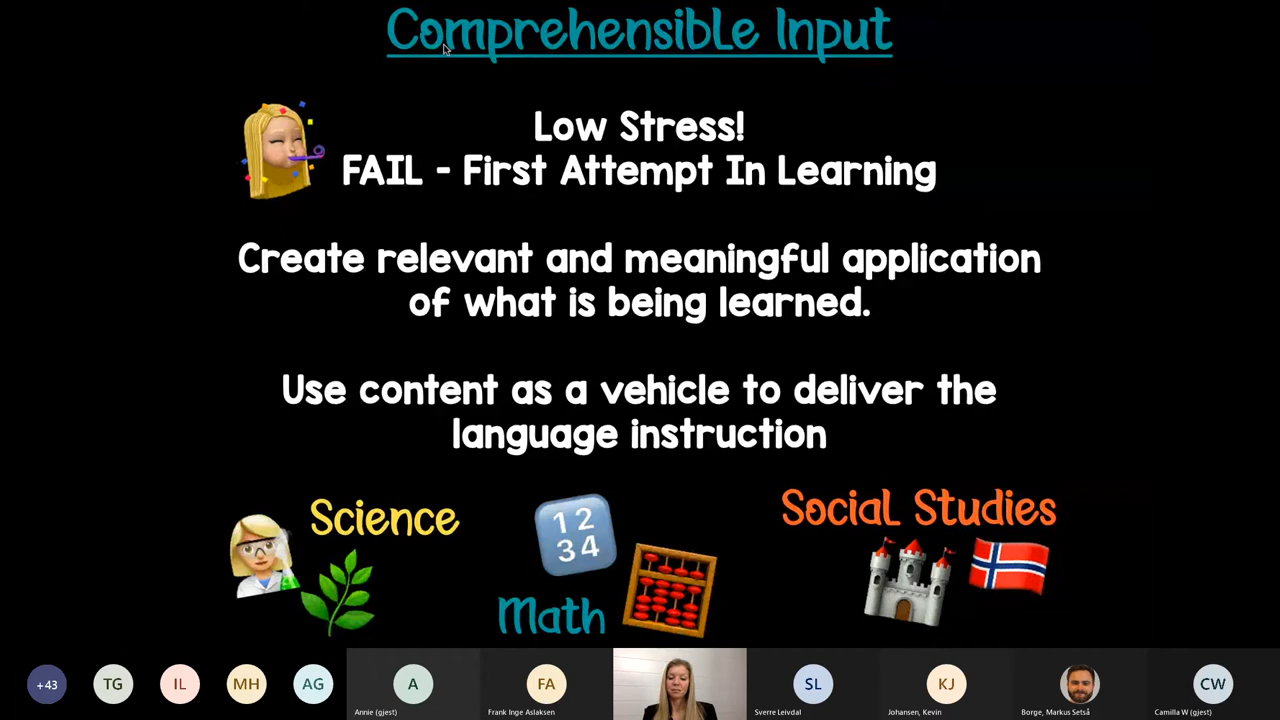 Comprehensible Input
Low Stress!
FAIL - First Attempt In Learning
Create relevant and meaningful application
of what is being learned.
Use content as a vehicle to deliver the
language instruction
Science
1 2
3 4
Math
Social Studies
+43
TG
IL
MH
AG
A
Annie (gjest)
FA
Frank Inge Aslaksen
SL
Sverre Leivdal
KJ
Johansen, Kevin
Borge, Markus Setså
CW
Camilla W (gjest)